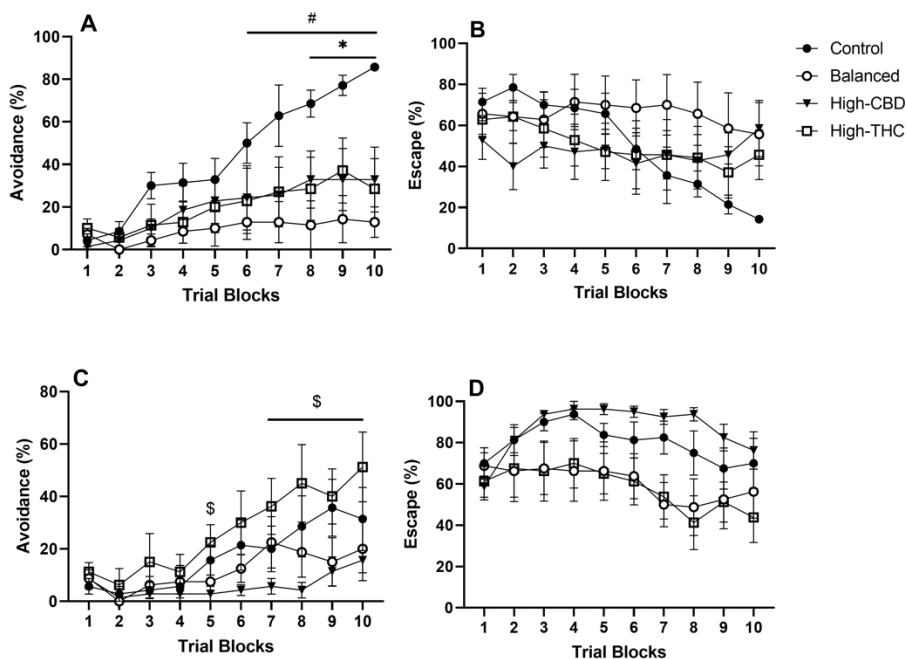 A
#
*
Avoidance (%)
100
80
60
40
20
0
1 2 3 4 5 6 7 8 9 10
Trial Blocks
B
Escape (%)
100
80
60
40
20
0
1 2 3 4 5 6 7 8 9 10
Trial Blocks
Control
Balanced
High-CBD
High-THC
C
$
$
Avoidance (%)
80
60
40
20
0
1 2 3 4 5 6 7 8 9 10
Trial Blocks
D
Escape (%)
100
80
60
40
20
0
1 2 3 4 5 6 7 8 9 10
Trial Blocks